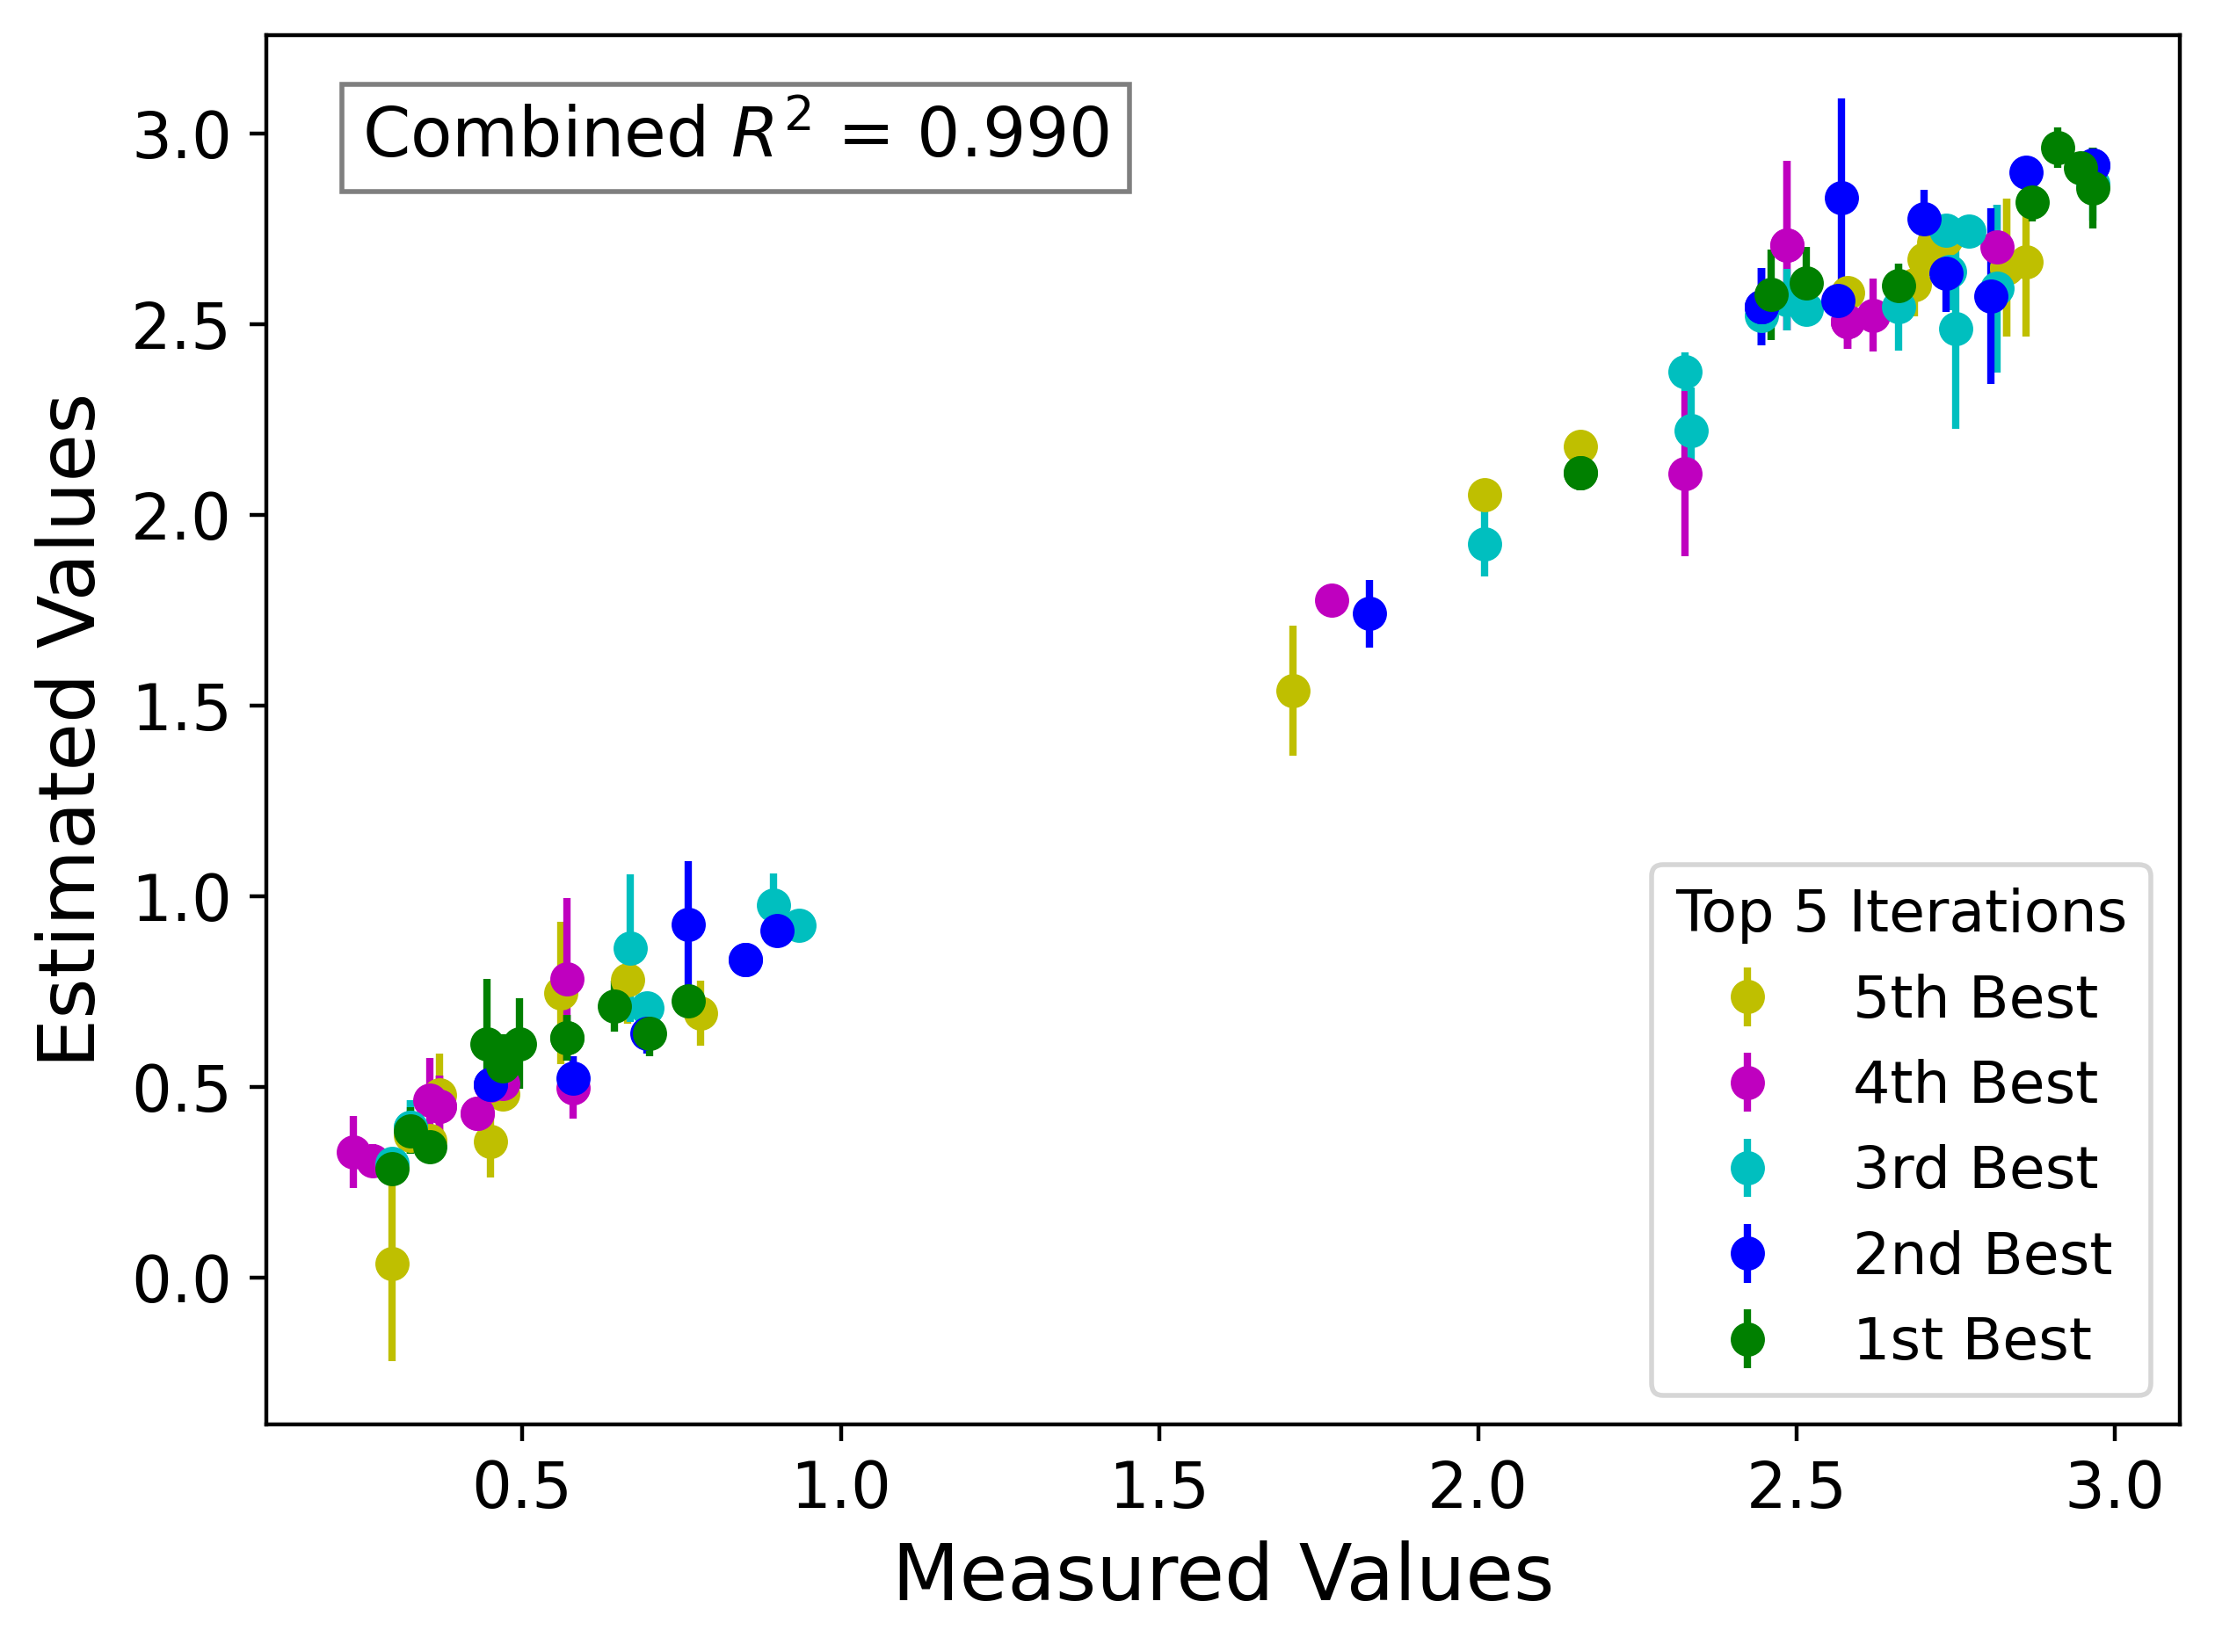 Combined R² = 0.990
Estimated Values
3.0
2.5
2.0
1.5
1.0
0.5
0.0
Top 5 Iterations
5th Best
4th Best
3rd Best
2nd Best
1st Best
0.5 1.0 1.5 2.0 2.5 3.0
Measured Values